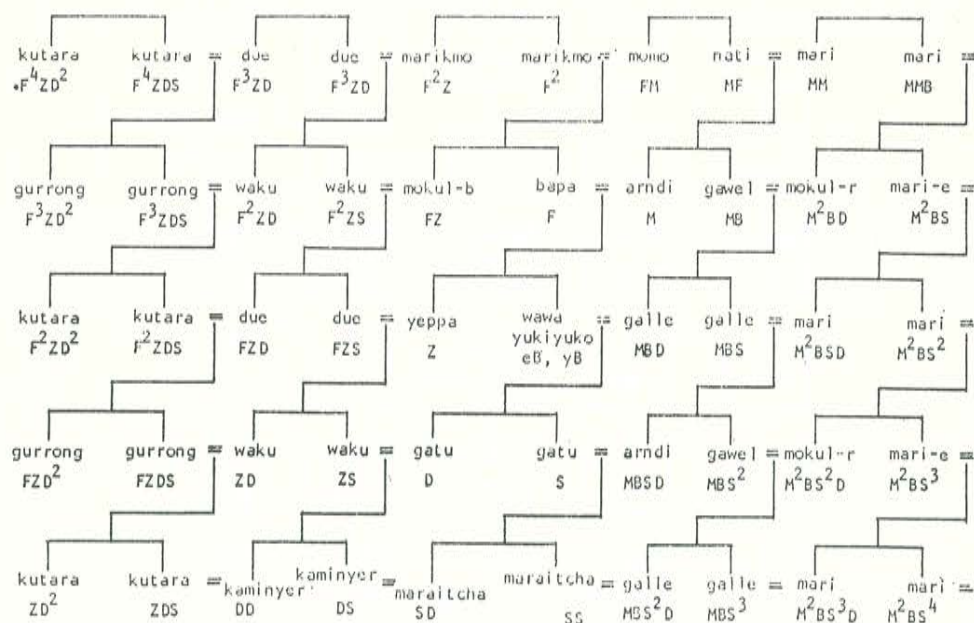 kutara kutara = due due = marikmo marikmo = momo nati = mari mari =
•F⁴ZD² F⁴ZDS F³ZD F³ZD F²Z F² FM MF MM MMB
gurrong gurrong = waku waku = mokul-b bapa = arndi gawel = mokul-r mari-e =
F³ZD² F³ZDS F²ZD F²ZS FZ F M MB M²BD M²BS
kutara kutara = due due = yeppa wawa = galle galle = mari mari =
F²ZD² F²ZDS FZD FZS Z yukiyuko MBD MBS M²BSD M²BS²
eB, yB
gurrong gurrong = waku waku = gatu gatu = arndi gawel = mokul-r mari-e =
FZD² FZDS ZD ZS D S MBSD MBS² M²BS²D M²BS³
kutara kutara = kaminyer kaminyer = maraitcha maraitcha = galle galle = mari mari =
ZD² ZDS DD DS SD SS MBS²D MBS³ M²BS³D M²BS⁴